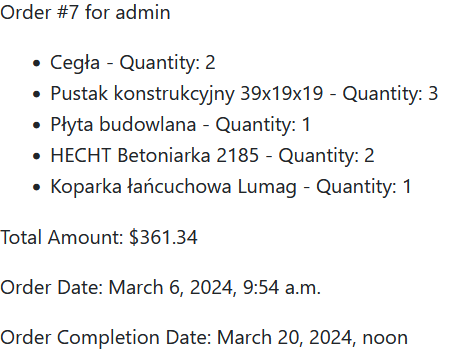 Order #7 for admin
• Cegła - Quantity: 2
• Pustak konstrukcyjny 39x19x19 - Quantity: 3
• Płyta budowlana - Quantity: 1
• HECHT Betoniarka 2185 - Quantity: 2
• Koparka łańcuchowa Lumag - Quantity: 1
Total Amount: $361.34
Order Date: March 6, 2024, 9:54 a.m.
Order Completion Date: March 20, 2024, noon